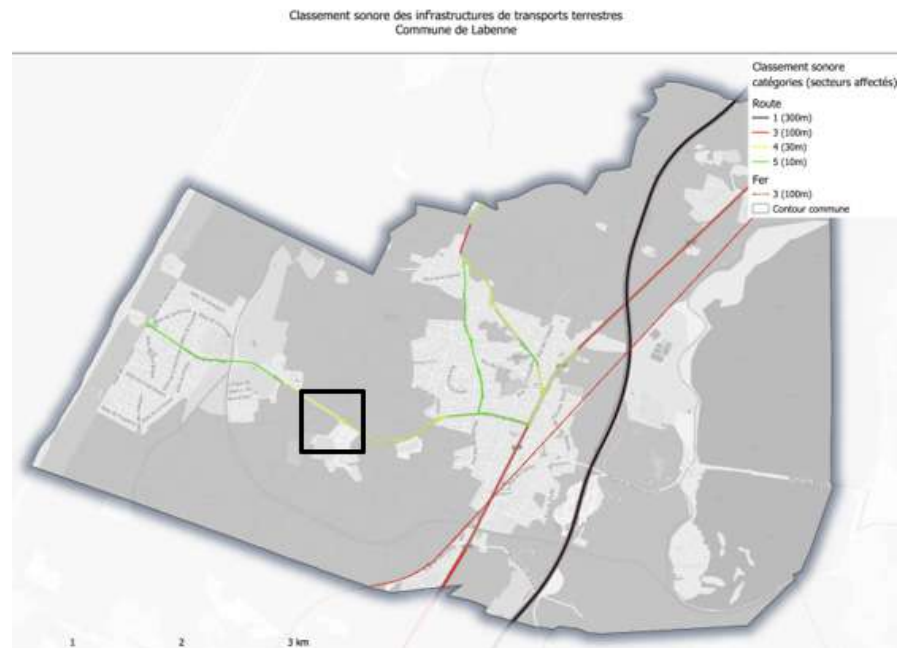 Classement sonore des infrastructures de transports terrestres
Commune de Labenne
Classement sonore
catégories (secteurs affectés)
Route
1 (300m)
3 (100m)
4 (30m)
5 (10m)
Fer
3 (100m)
Contour commune
1 2 3 km